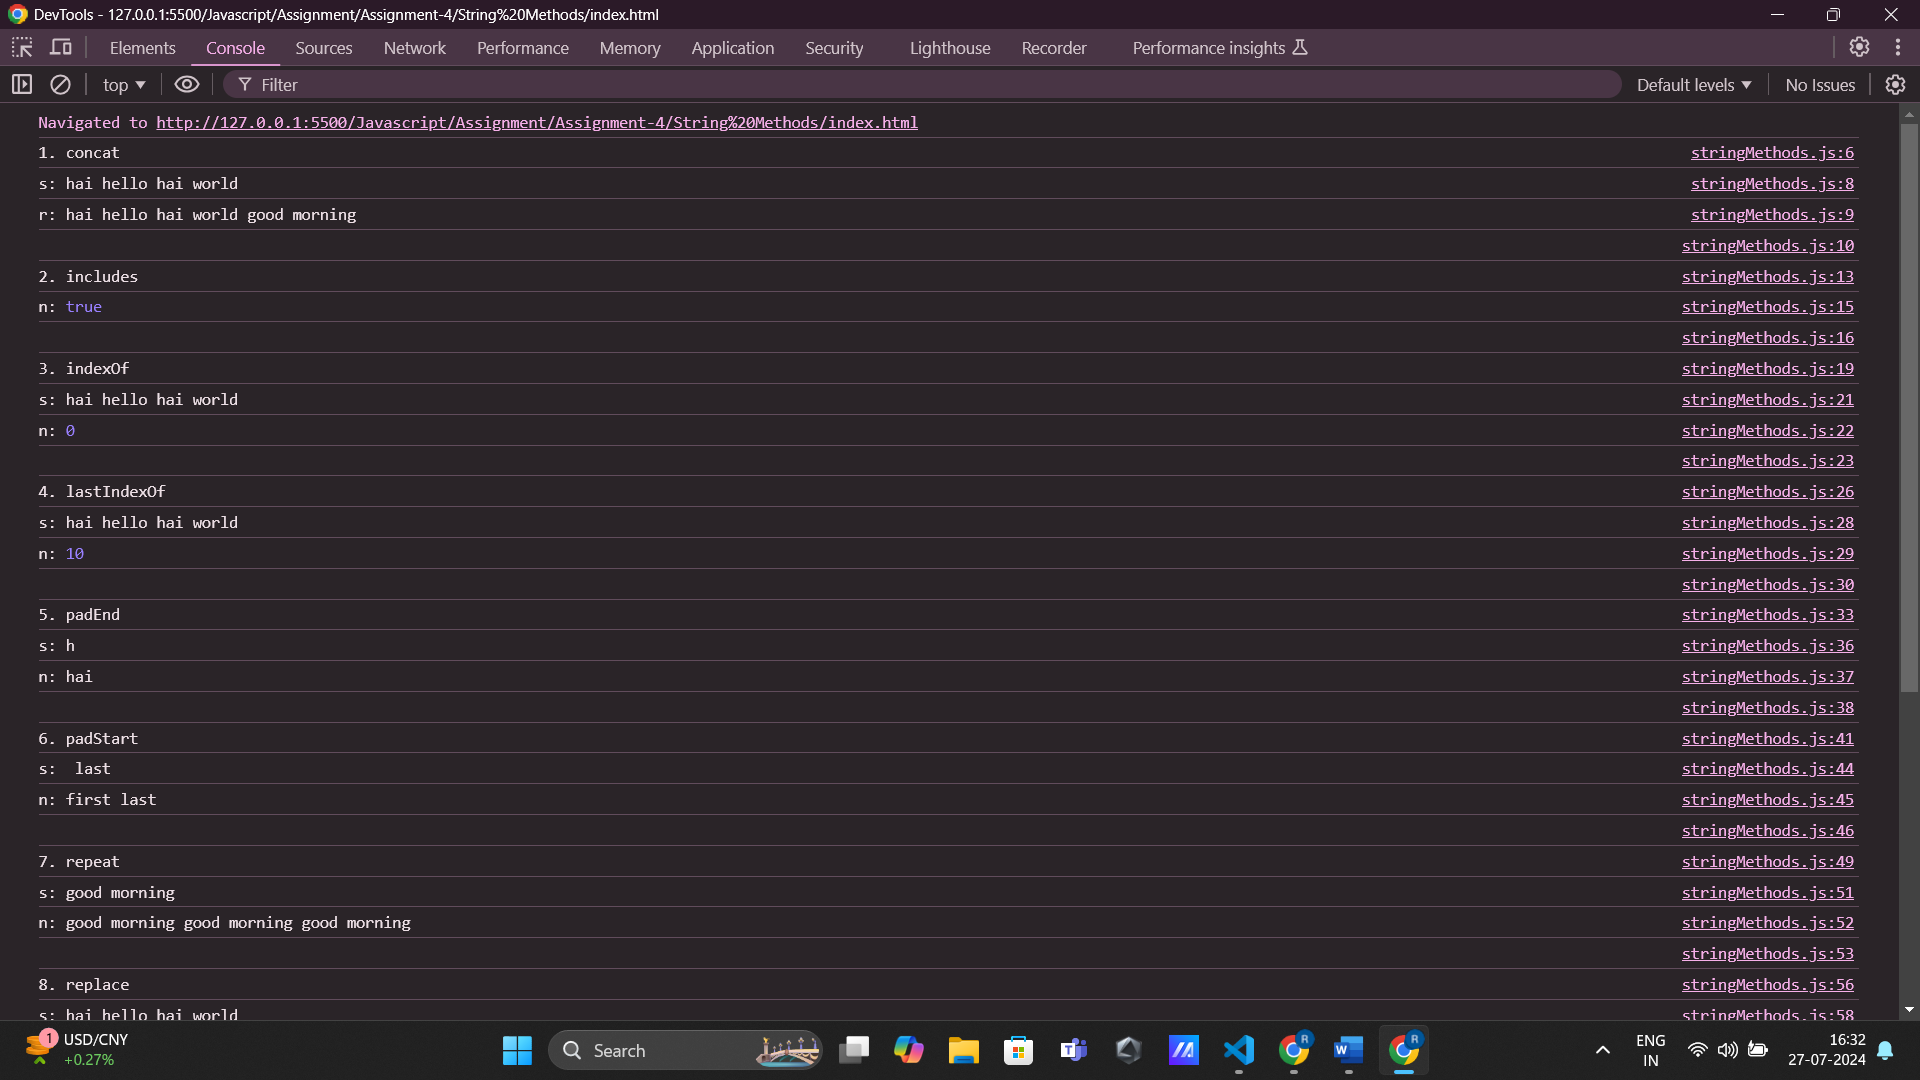 DevTools - 127.0.0.1:5500/Javascript/Assignment/Assignment-4/String%20Methods/index.html
Elements Console Sources Network Performance Memory Application Security Lighthouse Recorder Performance insights
top Filter Default levels No Issues
Navigated to http://127.0.0.1:5500/Javascript/Assignment/Assignment-4/String%20Methods/index.html
1. concat stringMethods.js:6
s: hai hello hai world stringMethods.js:8
r: hai hello hai world good morning stringMethods.js:9
stringMethods.js:10
2. includes stringMethods.js:13
n: true stringMethods.js:15
stringMethods.js:16
3. indexOf stringMethods.js:19
s: hai hello hai world stringMethods.js:21
n: 0 stringMethods.js:22
stringMethods.js:23
4. lastIndexOf stringMethods.js:26
s: hai hello hai world stringMethods.js:28
n: 10 stringMethods.js:29
stringMethods.js:30
5. padEnd stringMethods.js:33
s: h stringMethods.js:36
n: hai stringMethods.js:37
stringMethods.js:38
6. padStart stringMethods.js:41
s:  last stringMethods.js:44
n: first last stringMethods.js:45
stringMethods.js:46
7. repeat stringMethods.js:49
s: good morning stringMethods.js:51
n: good morning good morning good morning stringMethods.js:52
stringMethods.js:53
8. replace stringMethods.js:56
s: hai hello hai world stringMethods.js:58
1 USD/CNY
+0.27%
Search
ENG
IN
16:32
27-07-2024